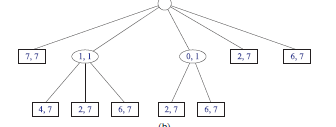 7, 7 1, 1 0, 1 2, 7 6, 7
4, 7 2, 7 6, 7 2, 7 6, 7
(b)